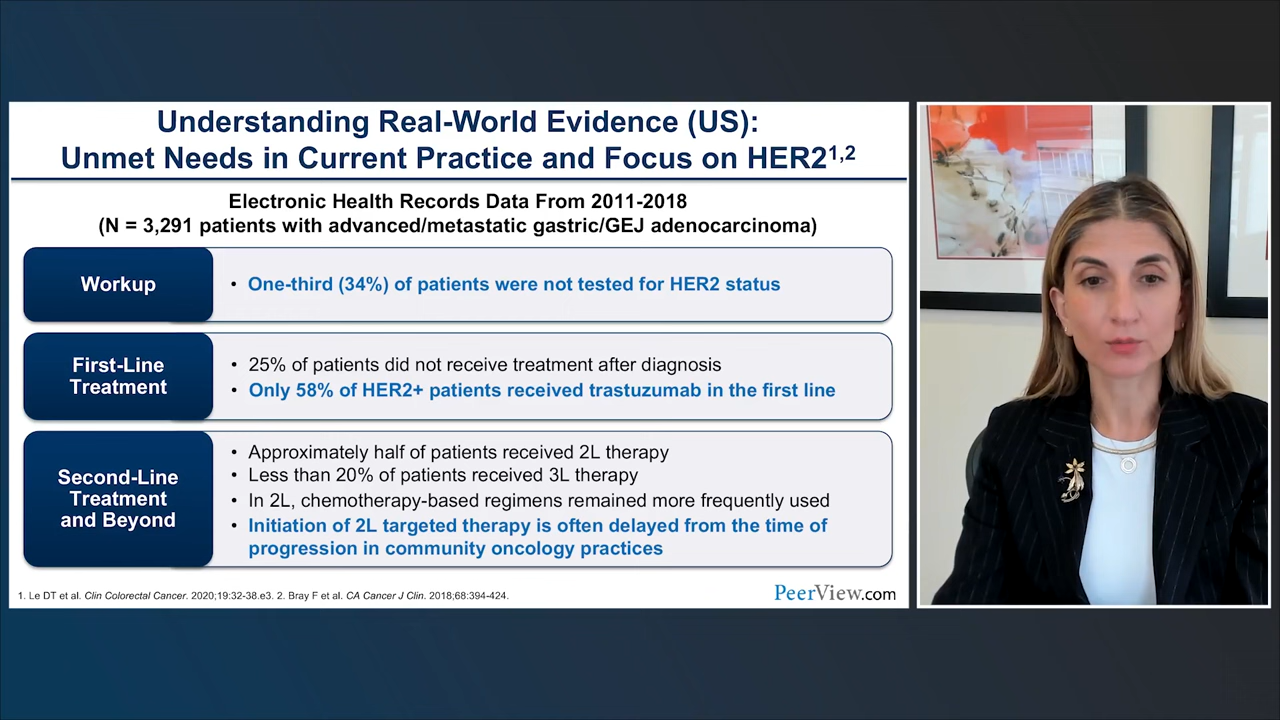 Understanding Real-World Evidence (US):
Unmet Needs in Current Practice and Focus on HER2¹,²
Electronic Health Records Data From 2011-2018
(N = 3,291 patients with advanced/metastatic gastric/GEJ adenocarcinoma)
Workup
• One-third (34%) of patients were not tested for HER2 status
First-Line
Treatment
• 25% of patients did not receive treatment after diagnosis
• Only 58% of HER2+ patients received trastuzumab in the first line
Second-Line
Treatment
and Beyond
• Approximately half of patients received 2L therapy
• Less than 20% of patients received 3L therapy
• In 2L, chemotherapy-based regimens remained more frequently used
• Initiation of 2L targeted therapy is often delayed from the time of
progression in community oncology practices
1. Le DT et al. Clin Colorectal Cancer. 2020;19:32-38.e3. 2. Bray F et al. CA Cancer J Clin. 2018;68:394-424.
PeerView.com